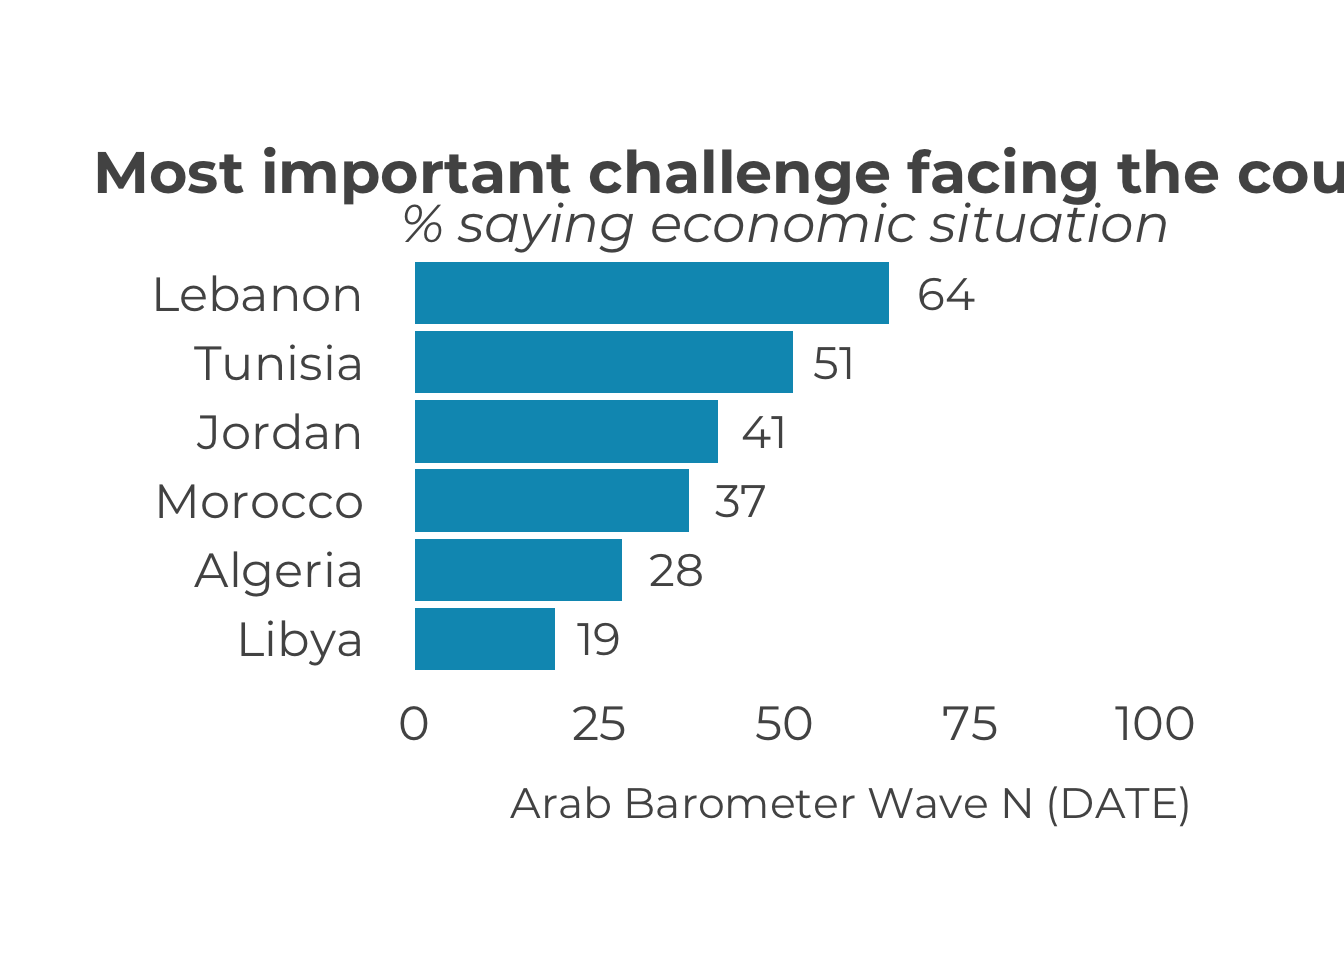 Most important challenge facing the cou
% saying economic situation
Lebanon 64
Tunisia 51
Jordan 41
Morocco 37
Algeria 28
Libya 19
0 25 50 75 100
Arab Barometer Wave N (DATE)